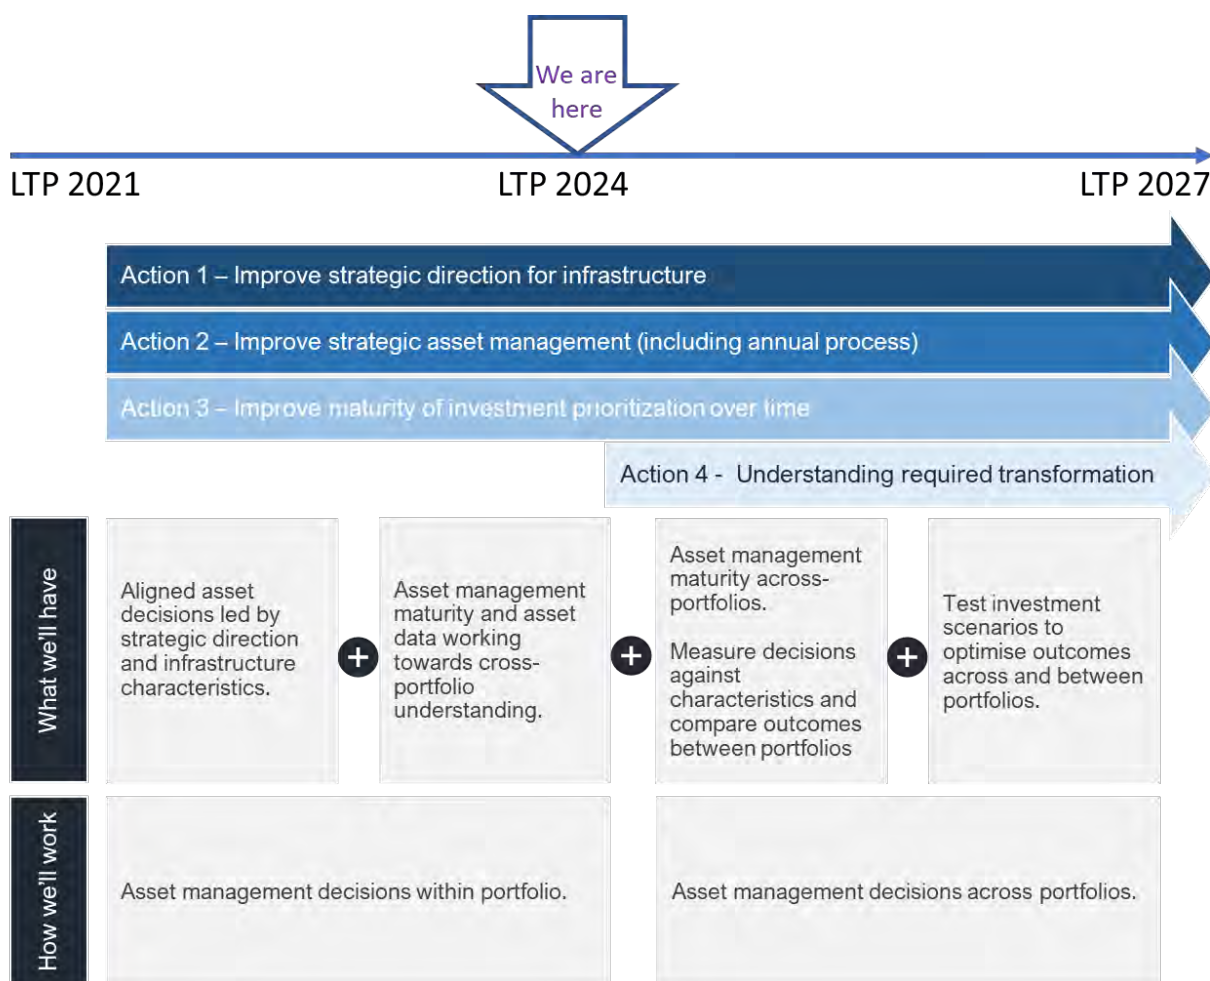 We are
here
LTP 2021
LTP 2024
LTP 2027
Action 1 – Improve strategic direction for infrastructure
Action 2 – Improve strategic asset management (including annual process)
Action 3 – Improve maturity of investment prioritization over time
Action 4 -  Understanding required transformation
What we'll have
Aligned asset
decisions led by
strategic direction
and infrastructure
characteristics.
+
Asset management
maturity and asset
data working
towards cross-
portfolio
understanding.
+
Asset management
maturity across-
portfolios.
Measure decisions
against
characteristics and
compare outcomes
between portfolios
+
Test investment
scenarios to
optimise outcomes
across and between
portfolios.
How we'll work
Asset management decisions within portfolio.
Asset management decisions across portfolios.